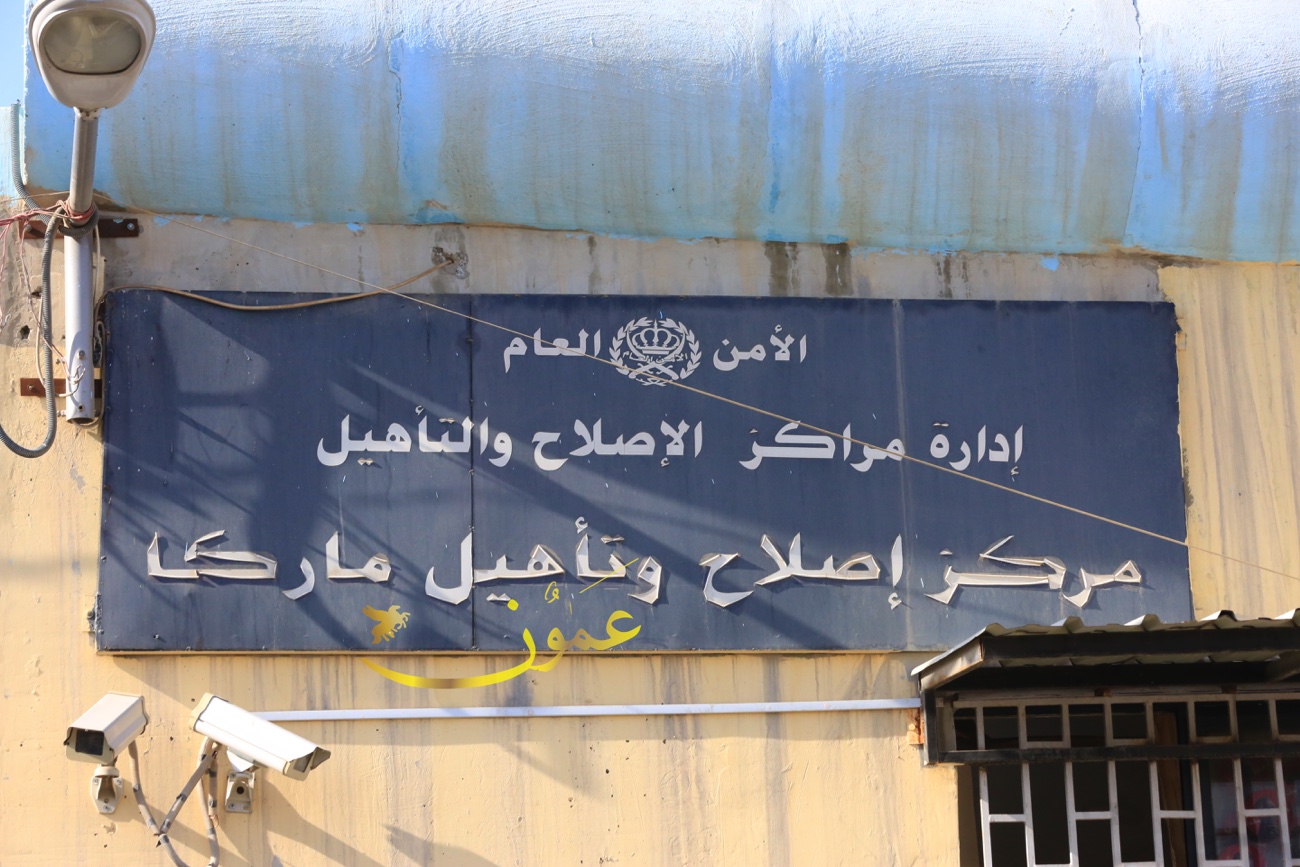 الأمن العام
إدارة مراكز الإصلاح والتأهيل
مركز إصلاح وتأهيل ماركا
عمون